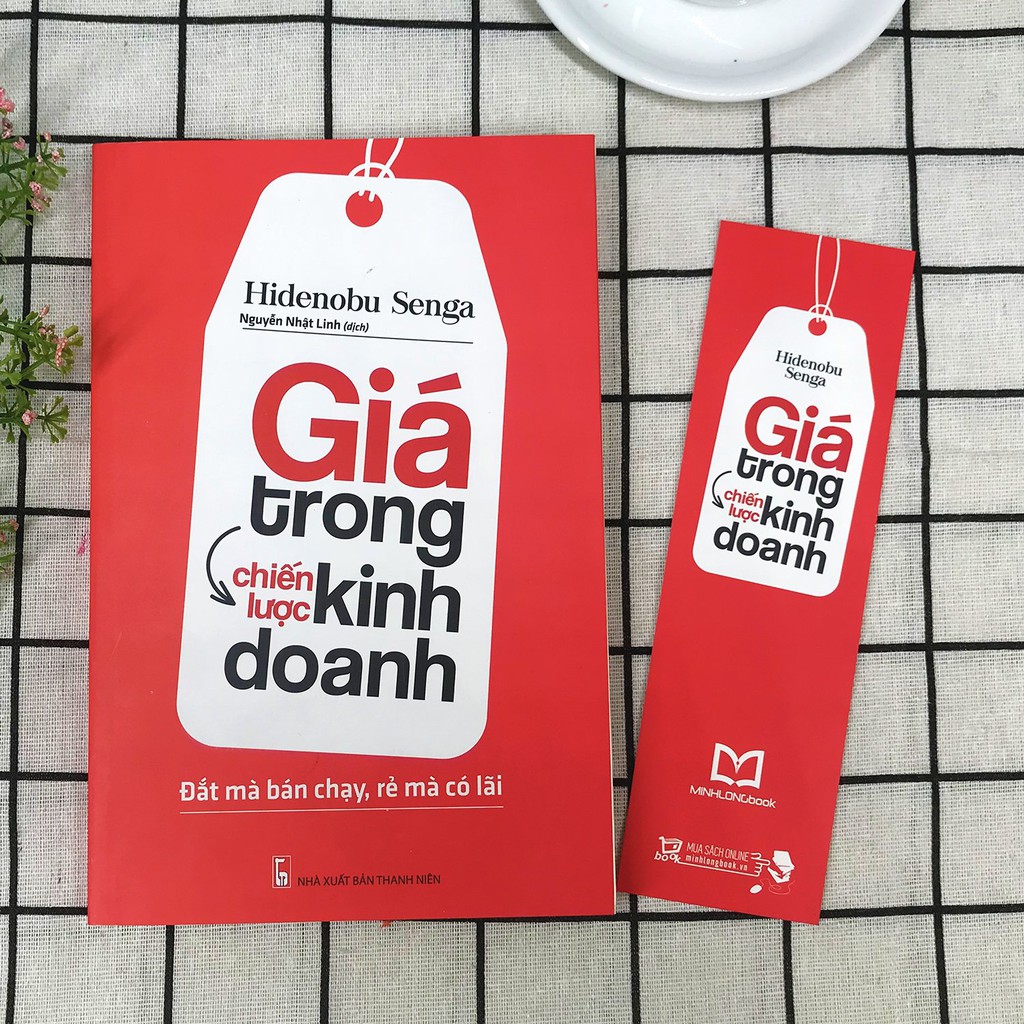 Hidenobu Senga
Nguyễn Nhật Linh (dịch)
Giá
trong
chiến
lược
kinh
doanh
Đắt mà bán chạy, rẻ mà có lãi
NHÀ XUẤT BẢN THANH NIÊN
Hidenobu
Senga
Giá
trong
chiến
lược
kinh
doanh
MINHLONGbook
MUA SÁCH ONLINE
book
minhlongbook.vn